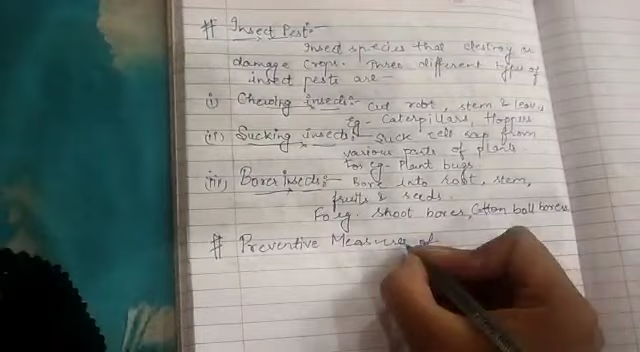 # Insect Pest:-
Insect species that destroy or
damage crops. Three different types of
insect pests are -
(i) Chewing insects:- Cut root, stem & leaves
eg - Caterpillars, Hoppers
(ii) Sucking insects:- Suck cell sap from
various parts of plants.
For eg - Plant bugs
(iii) Borer insects:- Bore into root, stem,
fruits & seeds.
For eg. Shoot borer, Cotton boll borers
# Preventive Measures of